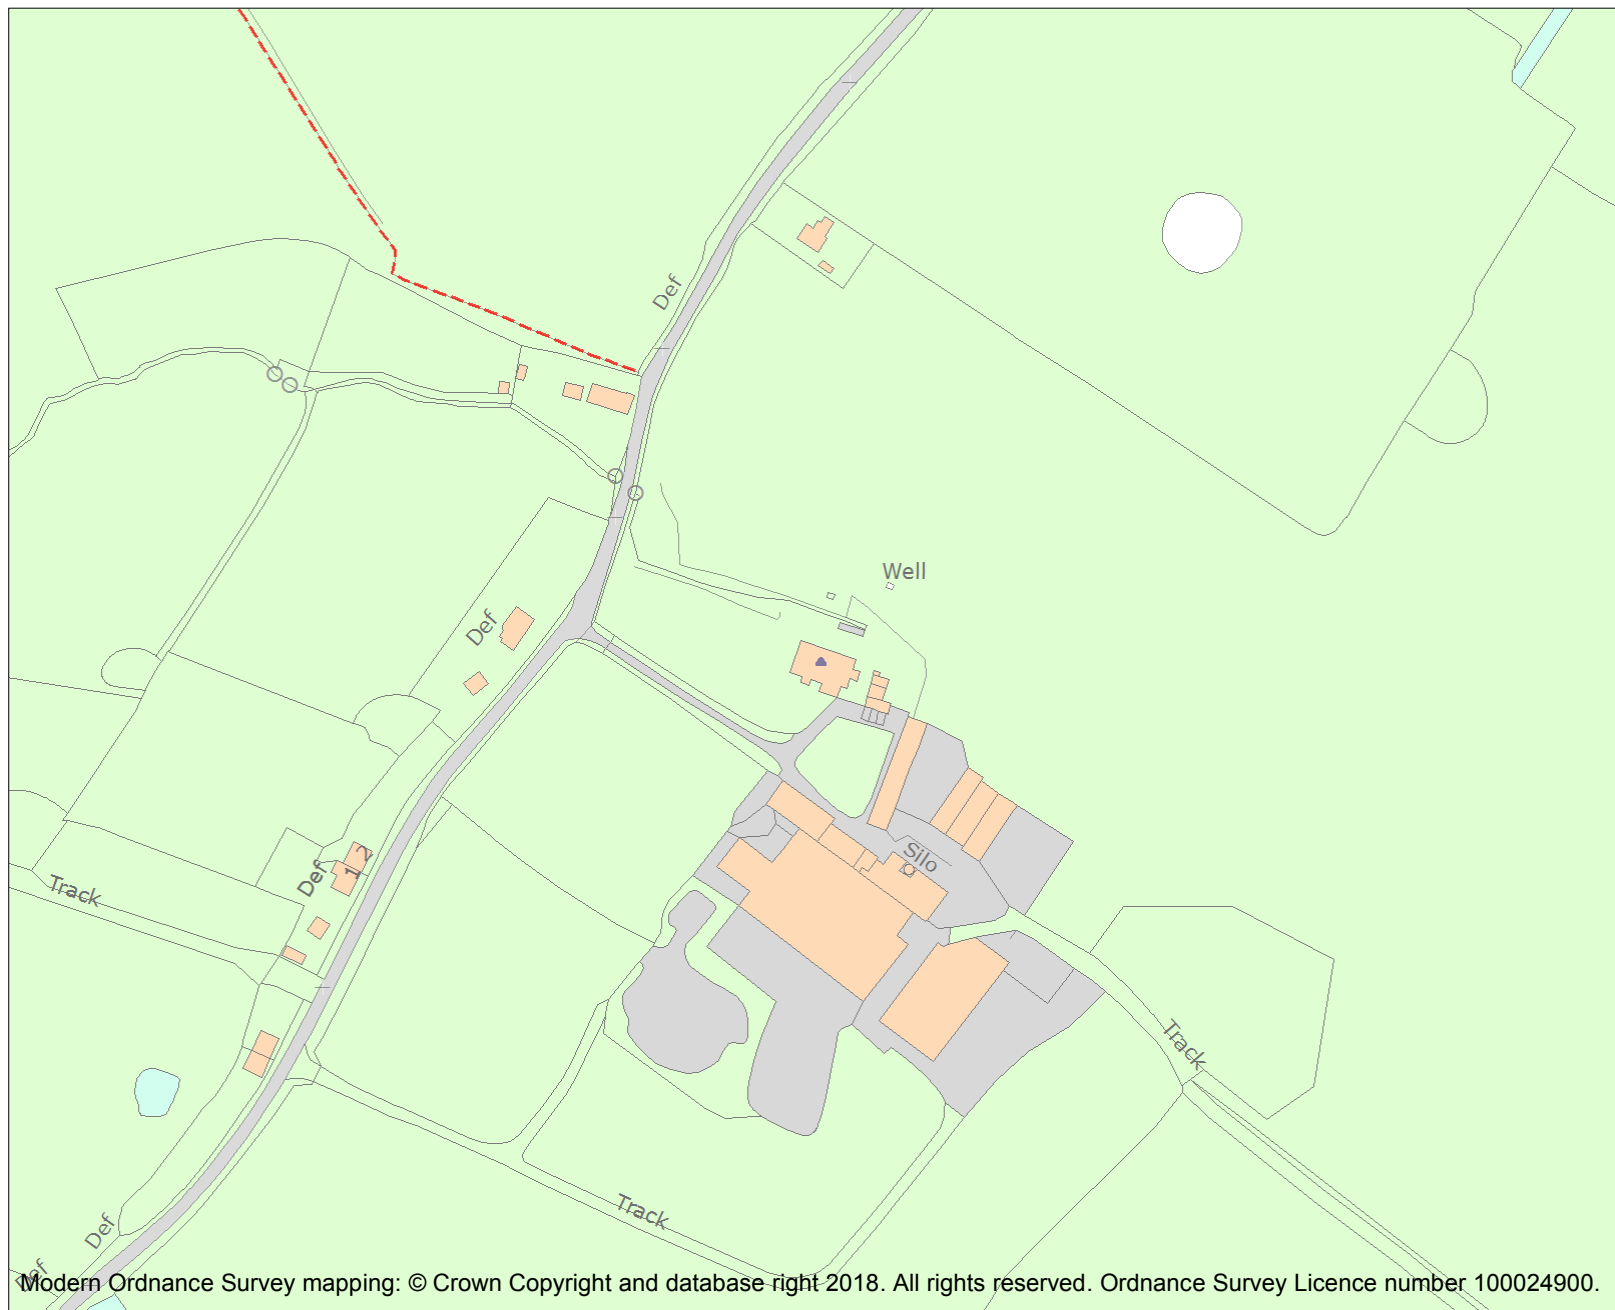 Def
Well
Def
Silo
2
1
Def
Track
Track
Track
Def
Def
Modern Ordnance Survey mapping: © Crown Copyright and database right 2018. All rights reserved. Ordnance Survey Licence number 100024900.